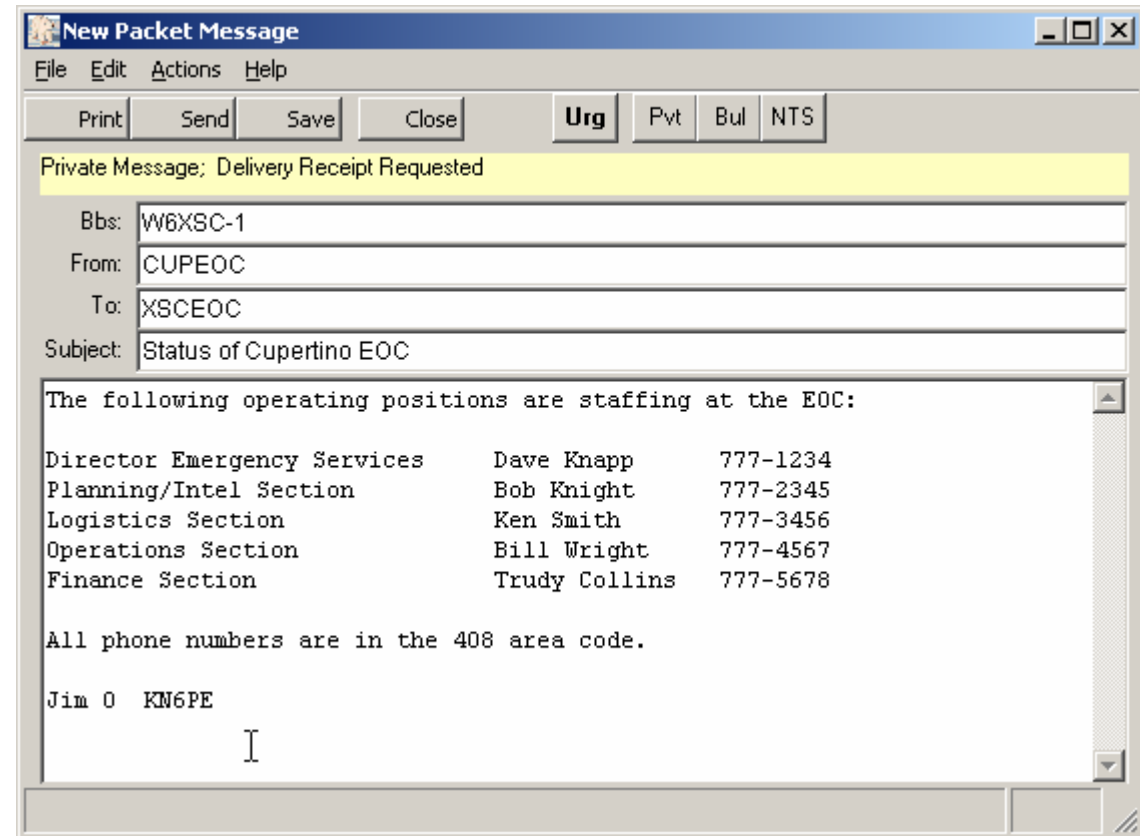 New Packet Message
File Edit Actions Help
Print Send Save Close Urg Pvt Bul NTS
Private Message; Delivery Receipt Requested
Bbs: W6XSC-1
From: CUPEOC
To: XSCEOC
Subject: Status of Cupertino EOC
The following operating positions are staffing at the EOC:
Director Emergency Services Dave Knapp 777-1234
Planning/Intel Section Bob Knight 777-2345
Logistics Section Ken Smith 777-3456
Operations Section Bill Wright 777-4567
Finance Section Trudy Collins 777-5678
All phone numbers are in the 408 area code.
Jim O KN6PE